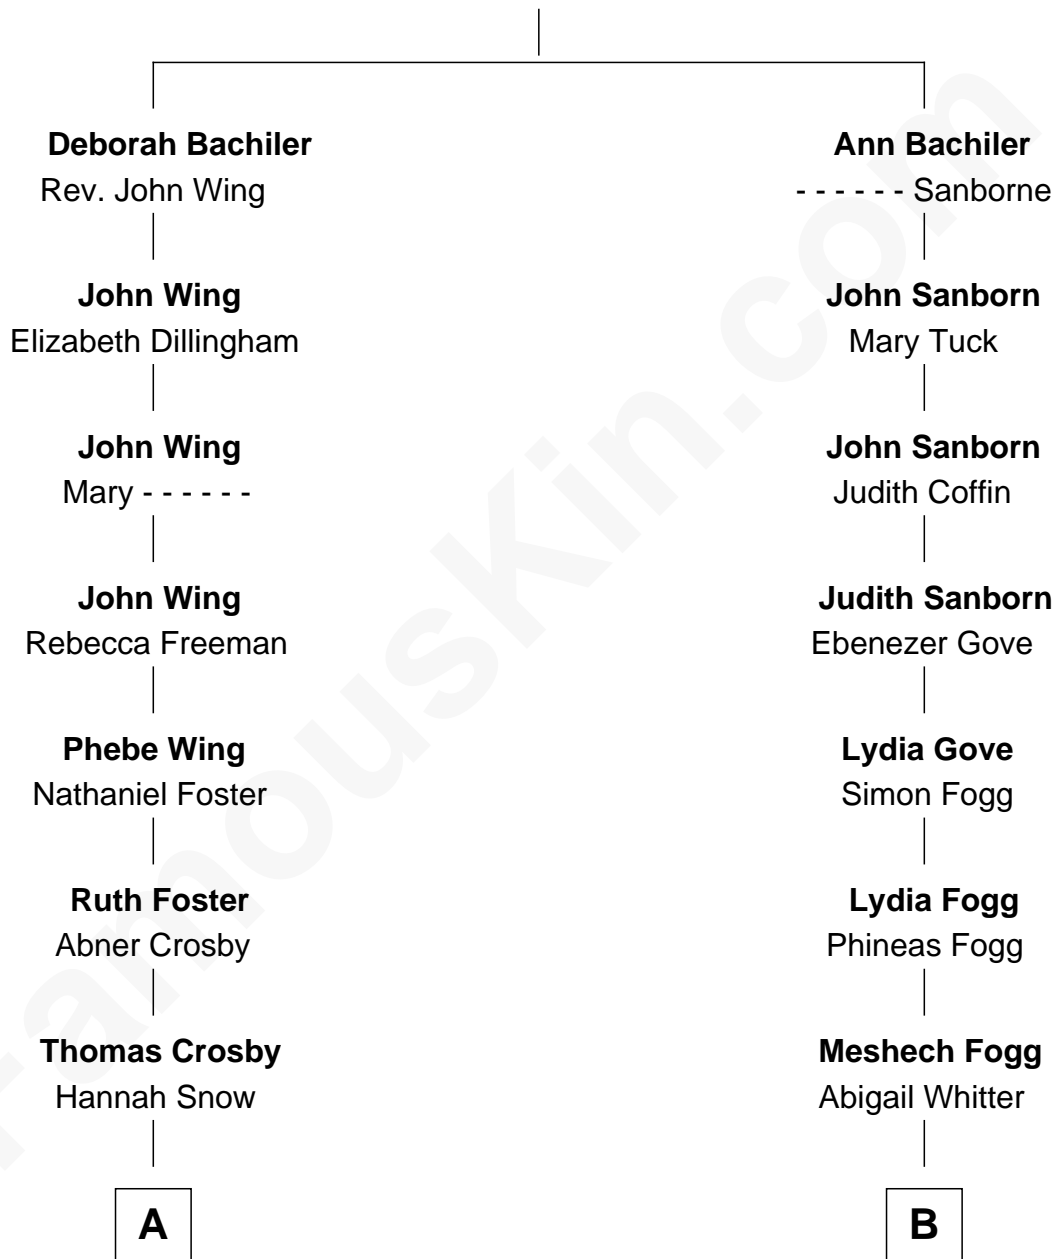 Deborah Bachiler
Rev. John Wing
Ann Bachiler
- - - - - - Sanborne
John Wing
Elizabeth Dillingham
John Sanborn
Mary Tuck
John Wing
Mary - - - - - -
John Sanborn
Judith Coffin
John Wing
Rebecca Freeman
Judith Sanborn
Ebenezer Gove
Phebe Wing
Nathaniel Foster
Lydia Gove
Simon Fogg
Ruth Foster
Abner Crosby
Lydia Fogg
Phineas Fogg
Thomas Crosby
Hannah Snow
Meshech Fogg
Abigail Whitter
A
B
FamousKin.com